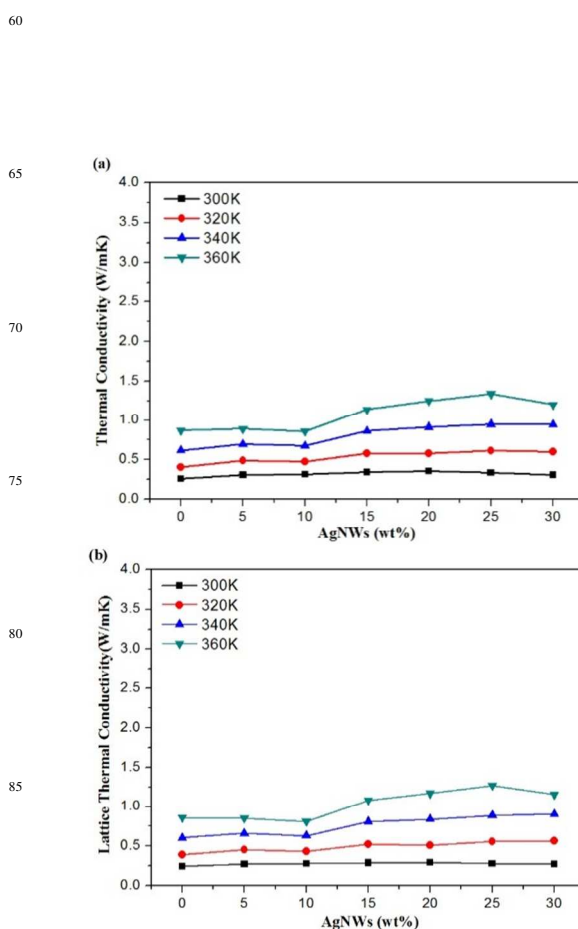 60
65
(a)
4.0
3.5
3.0
2.5
2.0
1.5
1.0
0.5
0.0
Thermal Conductivity (W/mK)
300K
320K
340K
360K
0 5 10 15 20 25 30
AgNWs (wt%)
70
75
(b)
4.0
3.5
3.0
2.5
2.0
1.5
1.0
0.5
0.0
Lattice Thermal Conductivity(W/mK)
300K
320K
340K
360K
0 5 10 15 20 25 30
AgNWs (wt%)
80
85